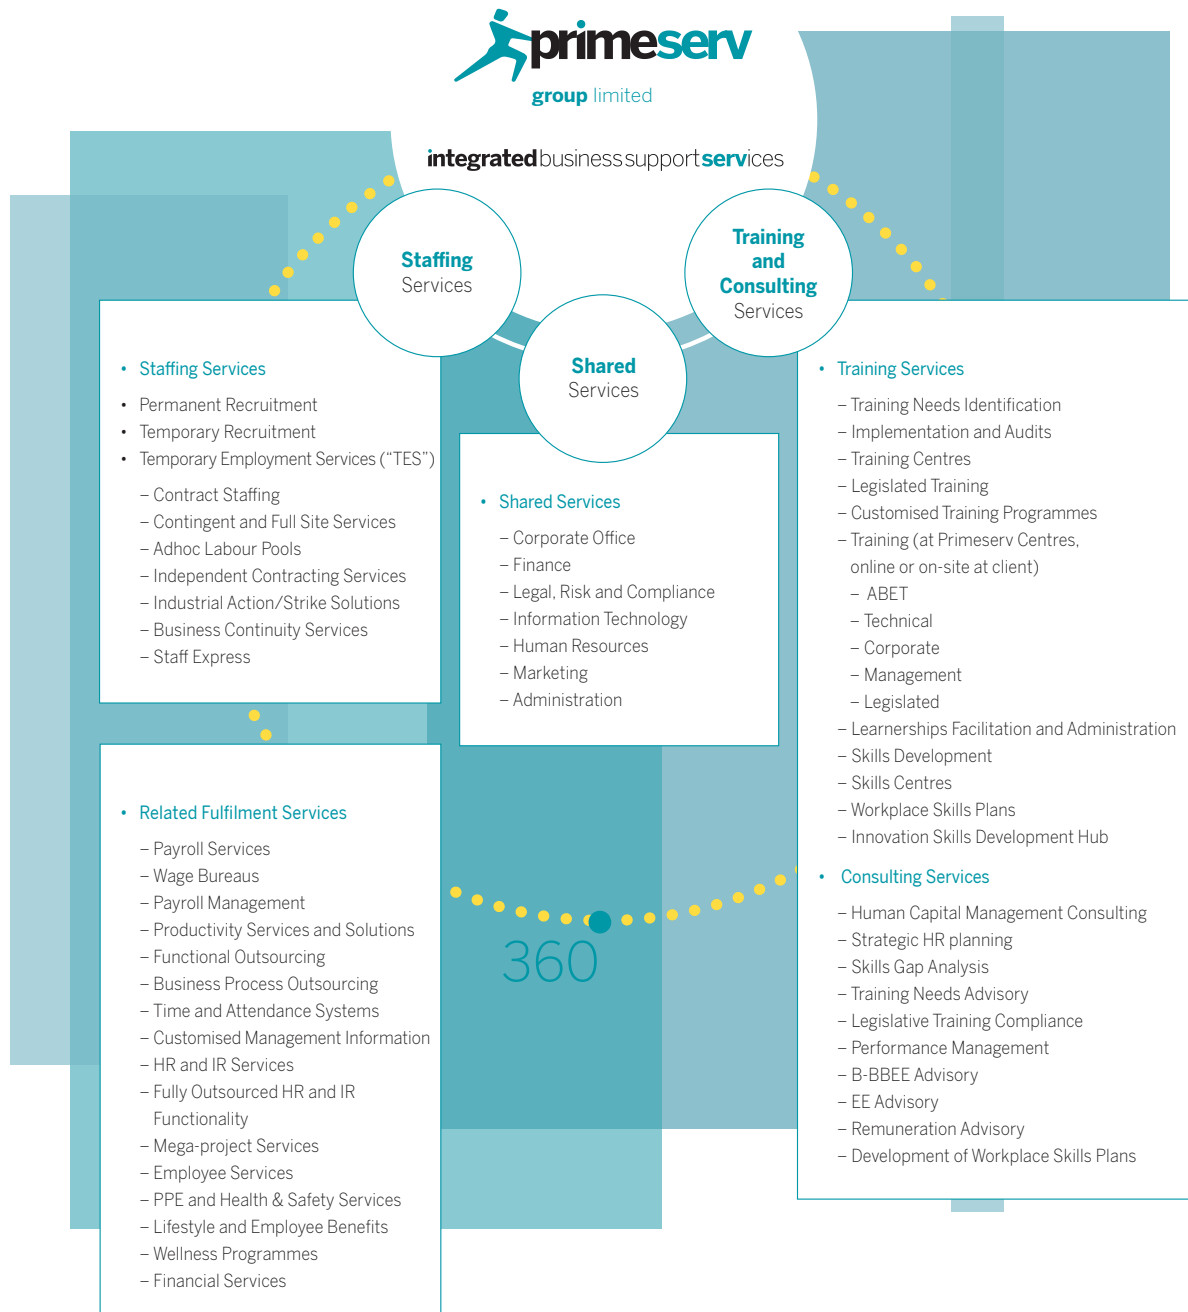 primeserv
group limited
integrated business support services
Staffing
Services
Training
and
Consulting
Services
Shared
Services
• Staffing Services
• Permanent Recruitment
• Temporary Recruitment
• Temporary Employment Services (“TES”)
– Contract Staffing
– Contingent and Full Site Services
– Adhoc Labour Pools
– Independent Contracting Services
– Industrial Action/Strike Solutions
– Business Continuity Services
– Staff Express
• Related Fulfilment Services
– Payroll Services
– Wage Bureaus
– Payroll Management
– Productivity Services and Solutions
– Functional Outsourcing
– Business Process Outsourcing
– Time and Attendance Systems
– Customised Management Information
– HR and IR Services
– Fully Outsourced HR and IR
Functionality
– Mega-project Services
– Employee Services
– PPE and Health & Safety Services
– Lifestyle and Employee Benefits
– Wellness Programmes
– Financial Services
• Shared Services
– Corporate Office
– Finance
– Legal, Risk and Compliance
– Information Technology
– Human Resources
– Marketing
– Administration
360
• Training Services
– Training Needs Identification
– Implementation and Audits
– Training Centres
– Legislated Training
– Customised Training Programmes
– Training (at Primeserv Centres,
online or on-site at client)
– ABET
– Technical
– Corporate
– Management
– Legislated
– Learnerships Facilitation and Administration
– Skills Development
– Skills Centres
– Workplace Skills Plans
– Innovation Skills Development Hub
• Consulting Services
– Human Capital Management Consulting
– Strategic HR planning
– Skills Gap Analysis
– Training Needs Advisory
– Legislative Training Compliance
– Performance Management
– B-BBEE Advisory
– EE Advisory
– Remuneration Advisory
– Development of Workplace Skills Plans